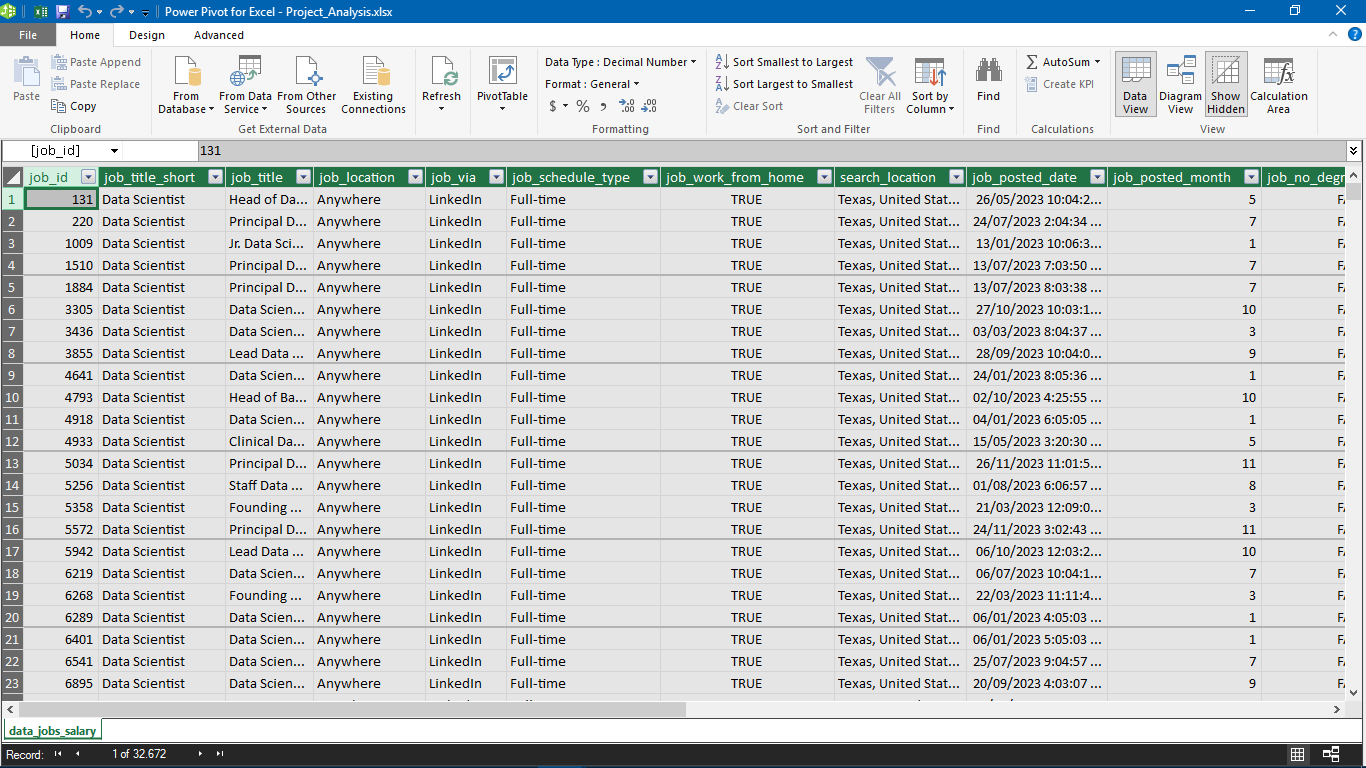 Power Pivot for Excel - Project_Analysis.xlsx
File Home Design Advanced
Paste Paste Append Paste Replace Copy
Clipboard
From Database From Data Service From Other Sources Existing Connections
Get External Data
Refresh
PivotTable
Data Type : Decimal Number
Format : General
$ % ,
Formatting
Sort Smallest to Largest
Sort Largest to Smallest
Clear Sort
Clear All Filters
Sort by Column
Sort and Filter
Find
Find
AutoSum
Create KPI
Calculations
Data View Diagram View Show Hidden Calculation Area
View
[job_id] 131
job_id job_title_short job_title job_location job_via job_schedule_type job_work_from_home search_location job_posted_date job_posted_month job_no_degr
1 131 Data Scientist Head of Da... Anywhere LinkedIn Full-time TRUE Texas, United Stat... 26/05/2023 10:04:2... 5 FA
2 220 Data Scientist Principal D... Anywhere LinkedIn Full-time TRUE Texas, United Stat... 24/07/2023 2:04:34 ... 7 FA
3 1009 Data Scientist Jr. Data Sci... Anywhere LinkedIn Full-time TRUE Texas, United Stat... 13/01/2023 10:06:3... 1 FA
4 1510 Data Scientist Principal D... Anywhere LinkedIn Full-time TRUE Texas, United Stat... 13/07/2023 7:03:50 ... 7 FA
5 1884 Data Scientist Principal D... Anywhere LinkedIn Full-time TRUE Texas, United Stat... 13/07/2023 8:03:38 ... 7 FA
6 3305 Data Scientist Data Scien... Anywhere LinkedIn Full-time TRUE Texas, United Stat... 27/10/2023 10:03:1... 10 FA
7 3436 Data Scientist Data Scien... Anywhere LinkedIn Full-time TRUE Texas, United Stat... 03/03/2023 8:04:37 ... 3 FA
8 3855 Data Scientist Lead Data ... Anywhere LinkedIn Full-time TRUE Texas, United Stat... 28/09/2023 10:04:0... 9 FA
9 4641 Data Scientist Data Scien... Anywhere LinkedIn Full-time TRUE Texas, United Stat... 24/01/2023 8:05:36 ... 1 FA
10 4793 Data Scientist Head of Ba... Anywhere LinkedIn Full-time TRUE Texas, United Stat... 02/10/2023 4:25:55 ... 10 FA
11 4918 Data Scientist Data Scien... Anywhere LinkedIn Full-time TRUE Texas, United Stat... 04/01/2023 6:05:05 ... 1 FA
12 4933 Data Scientist Clinical Da... Anywhere LinkedIn Full-time TRUE Texas, United Stat... 15/05/2023 3:20:30 ... 5 FA
13 5034 Data Scientist Principal D... Anywhere LinkedIn Full-time TRUE Texas, United Stat... 26/11/2023 11:01:5... 11 FA
14 5256 Data Scientist Staff Data ... Anywhere LinkedIn Full-time TRUE Texas, United Stat... 01/08/2023 6:06:57 ... 8 FA
15 5358 Data Scientist Founding ... Anywhere LinkedIn Full-time TRUE Texas, United Stat... 21/03/2023 12:09:0... 3 FA
16 5572 Data Scientist Principal D... Anywhere LinkedIn Full-time TRUE Texas, United Stat... 24/11/2023 3:02:43 ... 11 FA
17 5942 Data Scientist Lead Data ... Anywhere LinkedIn Full-time TRUE Texas, United Stat... 06/10/2023 12:03:2... 10 FA
18 6219 Data Scientist Data Scien... Anywhere LinkedIn Full-time TRUE Texas, United Stat... 06/07/2023 10:04:1... 7 FA
19 6268 Data Scientist Founding ... Anywhere LinkedIn Full-time TRUE Texas, United Stat... 22/03/2023 11:11:4... 3 FA
20 6289 Data Scientist Data Scien... Anywhere LinkedIn Full-time TRUE Texas, United Stat... 06/01/2023 4:05:03 ... 1 FA
21 6401 Data Scientist Data Scien... Anywhere LinkedIn Full-time TRUE Texas, United Stat... 06/01/2023 5:05:03 ... 1 FA
22 6541 Data Scientist Data Scien... Anywhere LinkedIn Full-time TRUE Texas, United Stat... 25/07/2023 9:04:57 ... 7 FA
23 6895 Data Scientist Data Scien... Anywhere LinkedIn Full-time TRUE Texas, United Stat... 20/09/2023 4:03:07 ... 9 FA
data_jobs_salary
Record: 1 of 32.672